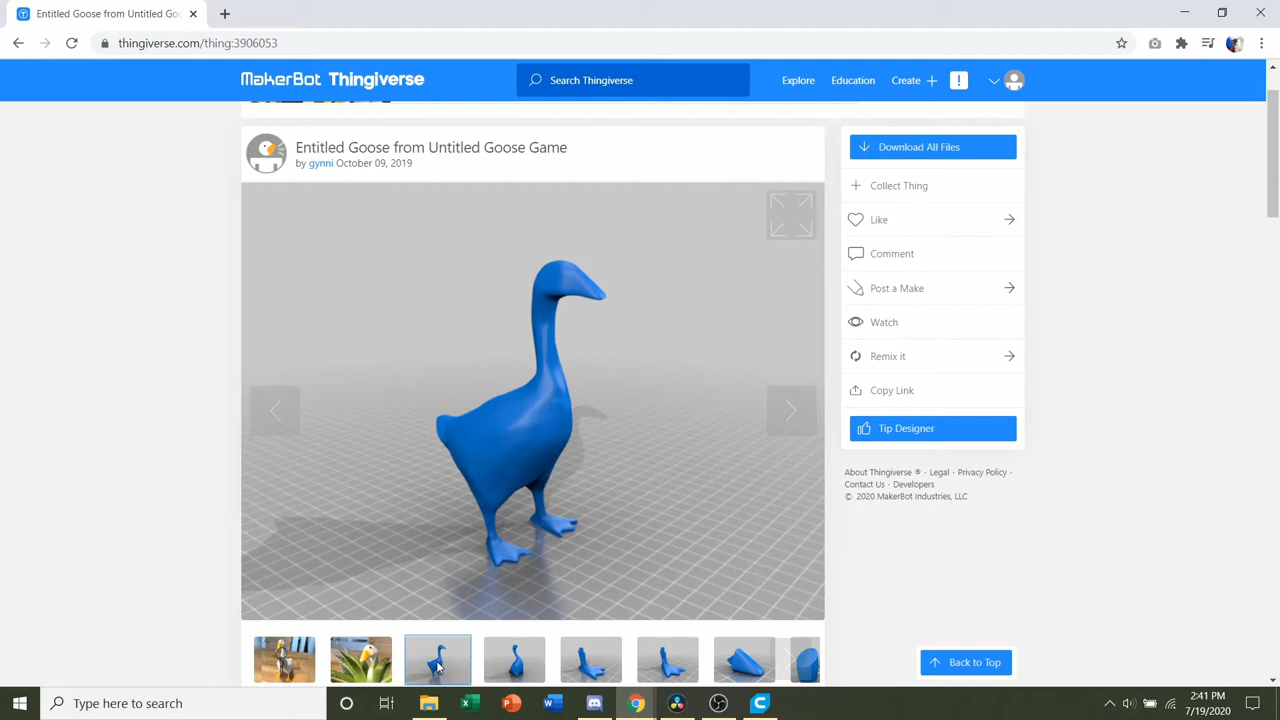 Entitled Goose from Untitled Goo
thingiverse.com/thing:3906053
MakerBot Thingiverse
Search Thingiverse
Explore
Education
Create
Entitled Goose from Untitled Goose Game
by gynni October 09, 2019
Download All Files
Collect Thing
Like
Comment
Post a Make
Watch
Remix it
Copy Link
Tip Designer
About Thingiverse ® · Legal · Privacy Policy ·
Contact Us · Developers
© 2020 MakerBot Industries, LLC
Back to Top
Type here to search
2:41 PM
7/19/2020